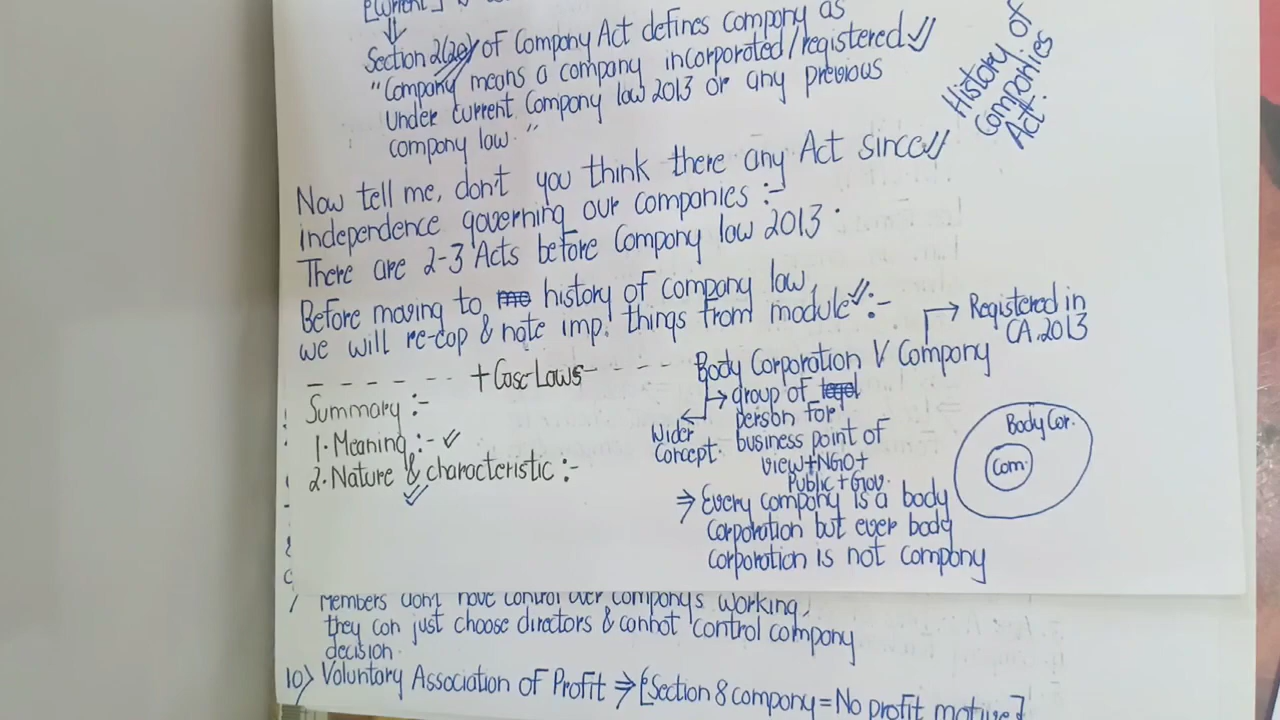 Section 2(20) of Company Act defines company as
"Company means a company incorporated/registered
Under current Company law 2013 or any previous
company law."
History of
Companies
Act.
Now tell me, don't you think there any Act since
independence governing our companies :-
There are 2-3 Acts before Company law 2013.
Before moving to history of company law,
we will re-cap & note imp. things from module :-
+ Case Laws
Summary :-
1. Meaning :-
2. Nature & characteristic :-
Body Corporation V Company
Registered in
CA.2013
group of legal
person for
business point of
view+NGO+
Public+Gov.
Wider
concept.
Body Cor.
Com.
⇒ Every company is a body
corporation but ever body
corporation is not company
Members don't have control over company's working,
they can just choose directors & connot control company
decision.
10) Voluntary Association of Profit ⇒ [Section 8 company = No profit motive]